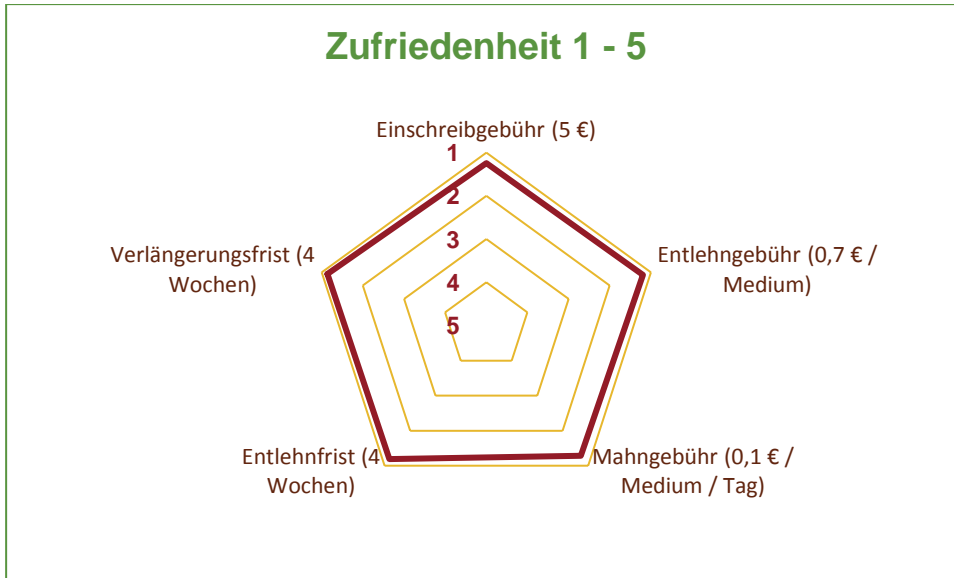 Zufriedenheit 1 - 5
Einschreibgebühr (5 €)
1
2
3
4
5
Verlängerungsfrist (4
Wochen)
Entlehngebühr (0,7 € /
Medium)
Entlehnfrist (4
Wochen)
Mahngebühr (0,1 € /
Medium / Tag)